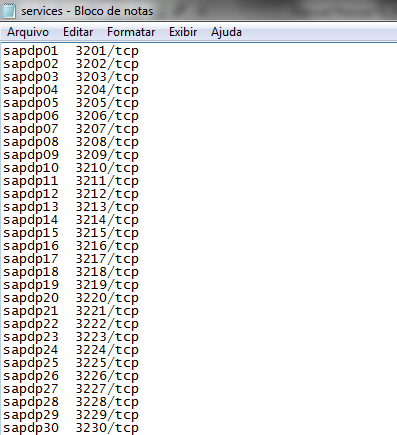 services - Bloco de notas
Arquivo Editar Formatar Exibir Ajuda
sapdp01 3201/tcp
sapdp02 3202/tcp
sapdp03 3203/tcp
sapdp04 3204/tcp
sapdp05 3205/tcp
sapdp06 3206/tcp
sapdp07 3207/tcp
sapdp08 3208/tcp
sapdp09 3209/tcp
sapdp10 3210/tcp
sapdp11 3211/tcp
sapdp12 3212/tcp
sapdp13 3213/tcp
sapdp14 3214/tcp
sapdp15 3215/tcp
sapdp16 3216/tcp
sapdp17 3217/tcp
sapdp18 3218/tcp
sapdp19 3219/tcp
sapdp20 3220/tcp
sapdp21 3221/tcp
sapdp22 3222/tcp
sapdp23 3223/tcp
sapdp24 3224/tcp
sapdp25 3225/tcp
sapdp26 3226/tcp
sapdp27 3227/tcp
sapdp28 3228/tcp
sapdp29 3229/tcp
sapdp30 3230/tcp